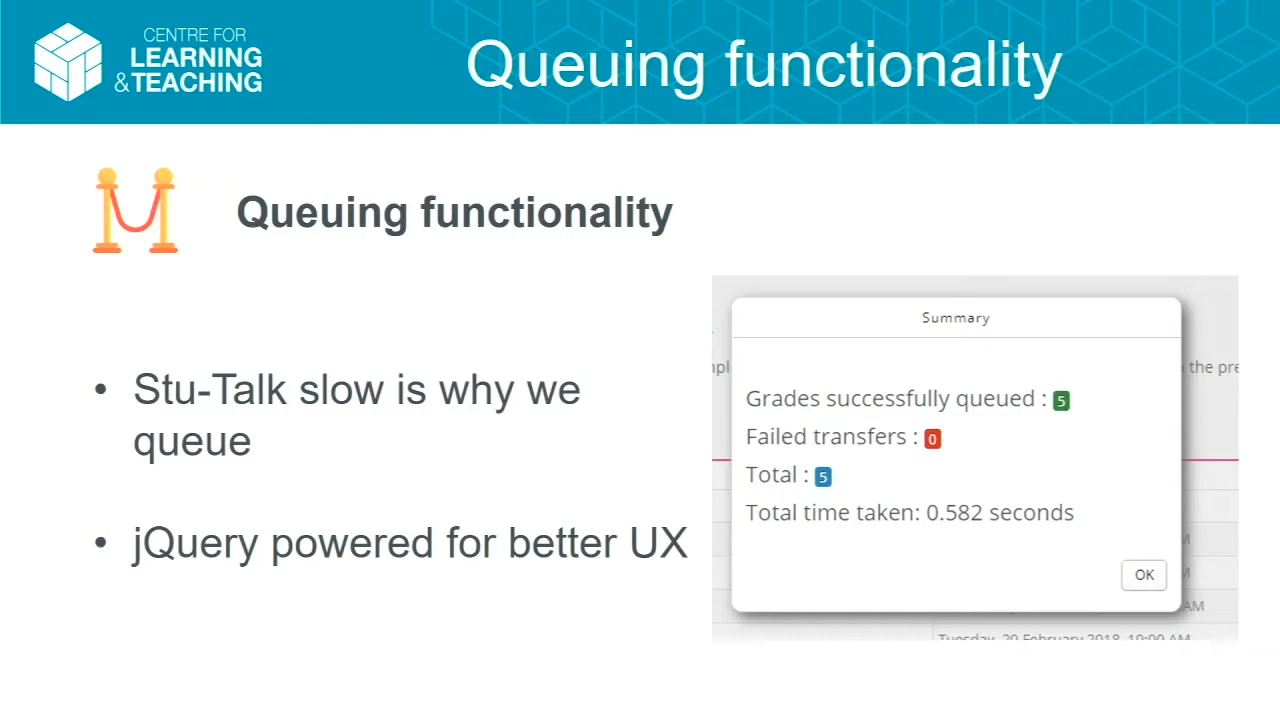 CENTRE FOR
LEARNING
&TEACHING
Queuing functionality
Queuing functionality
• Stu-Talk slow is why we
queue
• jQuery powered for better UX
Summary
the pre
Grades successfully queued : 5
Failed transfers : 0
Total : 5
Total time taken: 0.582 seconds
OK
AM
Tuesday, 20 February 2018, 10:00 AM